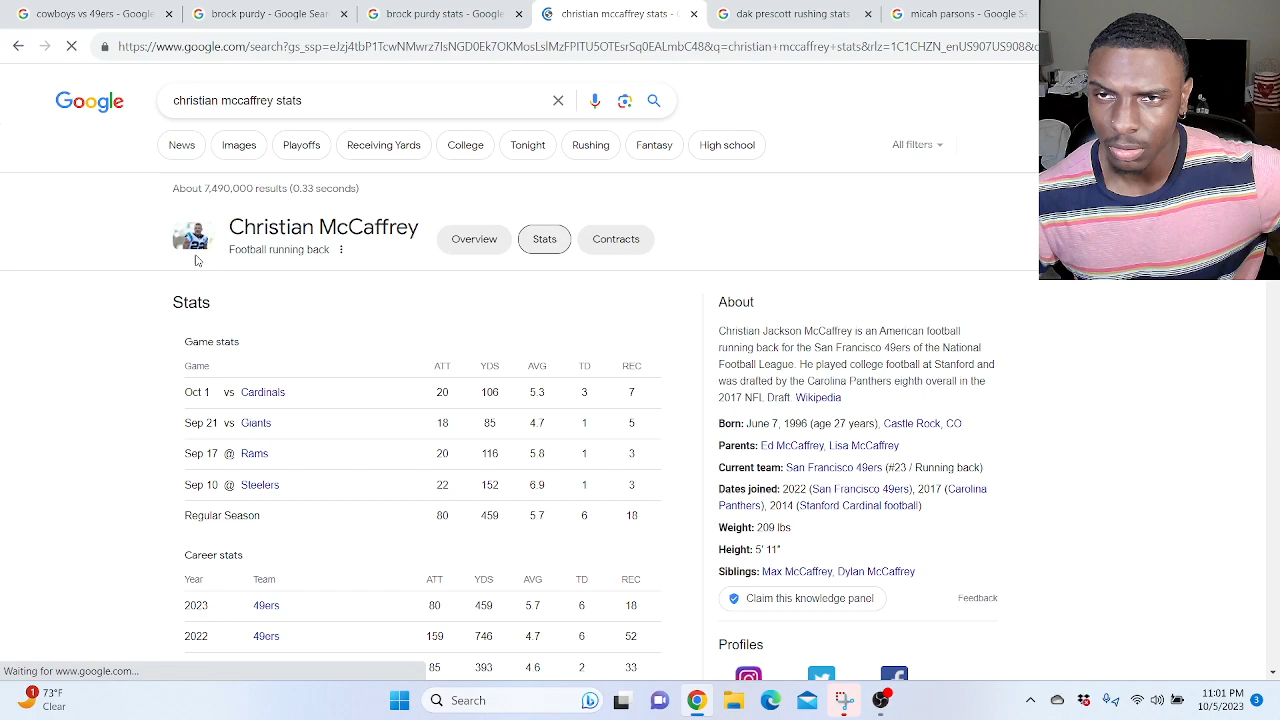 cowboys vs 49ers - Google Sear
brock purdy - Google Sear
brock purdy stats - Google
christian mccaffrey stats -
dak prescott rushing stats
micah parsons - Google Se
christian mccaffrey stats
Google
News Images Playoffs Receiving Yards College Tonight Rushing Fantasy High school All filters
About 7,490,000 results (0.33 seconds)
Christian McCaffrey
Football running back
Overview Stats Contracts
Stats
Game stats
Game ATT YDS AVG TD REC
Oct 1 vs Cardinals 20 106 5.3 3 7
Sep 21 vs Giants 18 85 4.7 1 5
Sep 17 @ Rams 20 116 5.8 1 3
Sep 10 @ Steelers 22 152 6.9 1 3
Regular Season 80 459 5.7 6 18
Career stats
Year Team ATT YDS AVG TD REC
2023 49ers 80 459 5.7 6 18
2022 49ers 159 746 4.7 6 52
85 393 4.6 2 33
About
Christian Jackson McCaffrey is an American football
running back for the San Francisco 49ers of the National
Football League. He played college football at Stanford and
was drafted by the Carolina Panthers eighth overall in the
2017 NFL Draft. Wikipedia
Born: June 7, 1996 (age 27 years), Castle Rock, CO
Parents: Ed McCaffrey, Lisa McCaffrey
Current team: San Francisco 49ers (#23 / Running back)
Dates joined: 2022 (San Francisco 49ers), 2017 (Carolina
Panthers), 2014 (Stanford Cardinal football)
Weight: 209 lbs
Height: 5′ 11″
Siblings: Max McCaffrey, Dylan McCaffrey
Claim this knowledge panel
Feedback
Profiles
Waiting for www.google.com...
1
73°F
Clear
Search
11:01 PM
10/5/2023
3